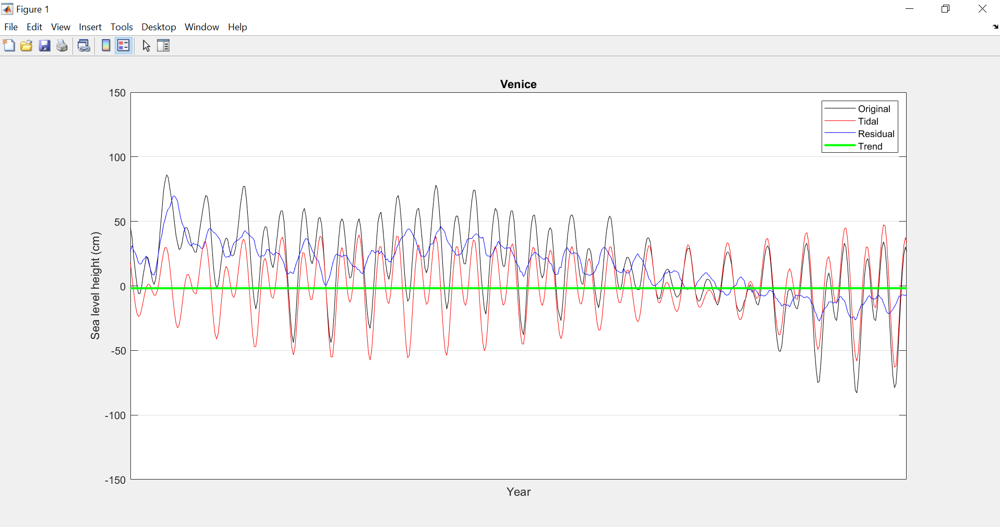 Figure 1
File Edit View Insert Tools Desktop Window Help
Venice
150
100
50
0
-50
-100
-150
Sea level height (cm)
Year
Original
Tidal
Residual
Trend